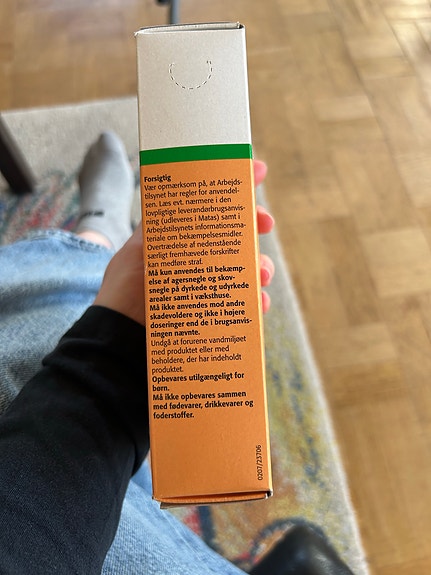 Forsigtig
Vær opmærksom på, at Arbejds-
tilsynet har regler for anvendel-
sen. Læs evt. nærmere i den
lovpligtige leverandørbrugsanvis-
ning (udleveres i Matas) samt i
Arbejdstilsynets informationsma-
teriale om bekæmpelsesmidler.
Overtrædelse af nedenstående
særligt fremhævede forskrifter
kan medføre straf.
Må kun anvendes til bekæmp-
else af agersnegle og skov-
snegle på dyrkede og udyrkede
arealer samt i væksthuse.
Må ikke anvendes mod andre
skadevoldere og ikke i højere
doseringer end de i brugsanvis-
ningen nævnte.
Undgå at forurene vandmiljøet
med produktet eller med
beholdere, der har indeholdt
produktet.
Opbevares utilgængeligt for
børn.
Må ikke opbevares sammen
med fødevarer, drikkevarer og
foderstoffer.
0207/23706